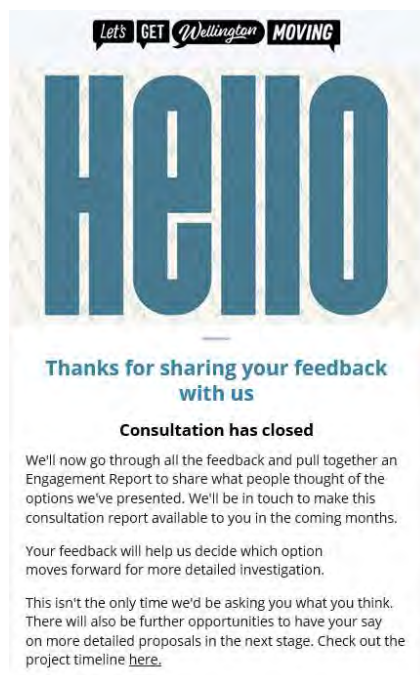 Let's GET Wellington MOVING
Hello
Thanks for sharing your feedback
with us
Consultation has closed
We'll now go through all the feedback and pull together an
Engagement Report to share what people thought of the
options we've presented. We'll be in touch to make this
consultation report available to you in the coming months.
Your feedback will help us decide which option
moves forward for more detailed investigation.
This isn't the only time we'd be asking you what you think.
There will also be further opportunities to have your say
on more detailed proposals in the next stage. Check out the
project timeline here.